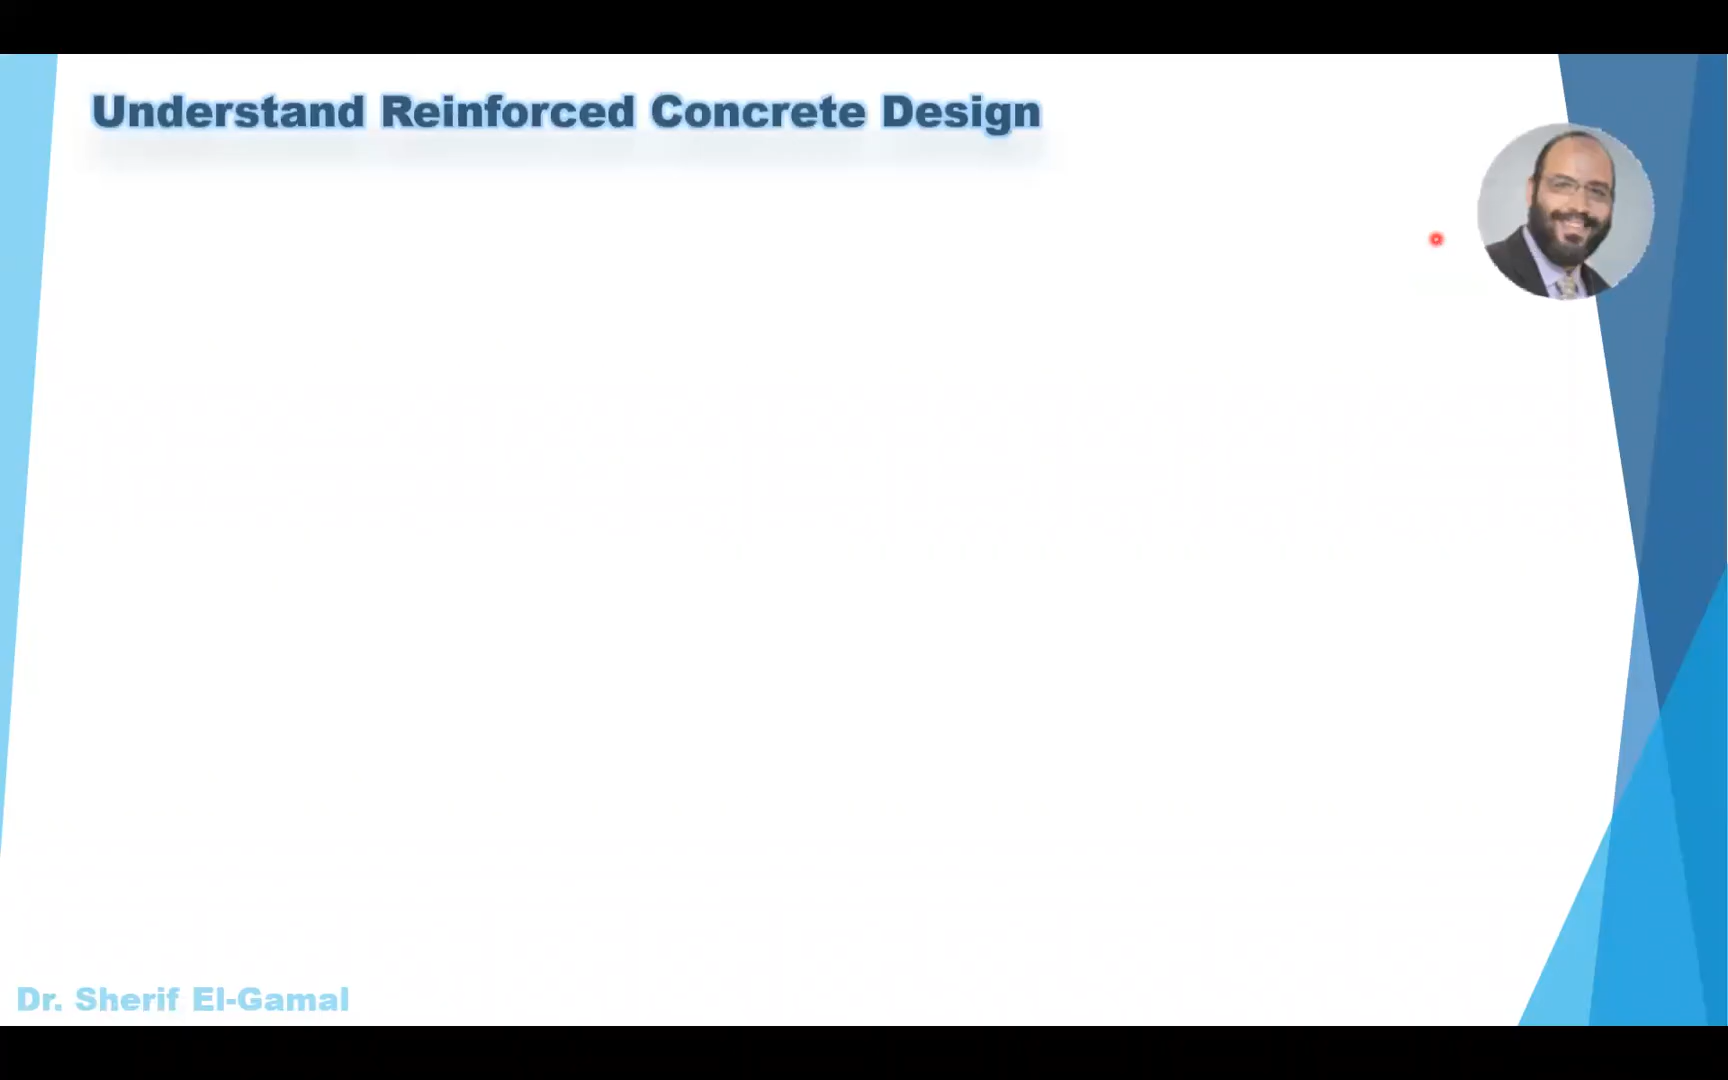 Understand Reinforced Concrete Design
Dr. Sherif El-Gamal